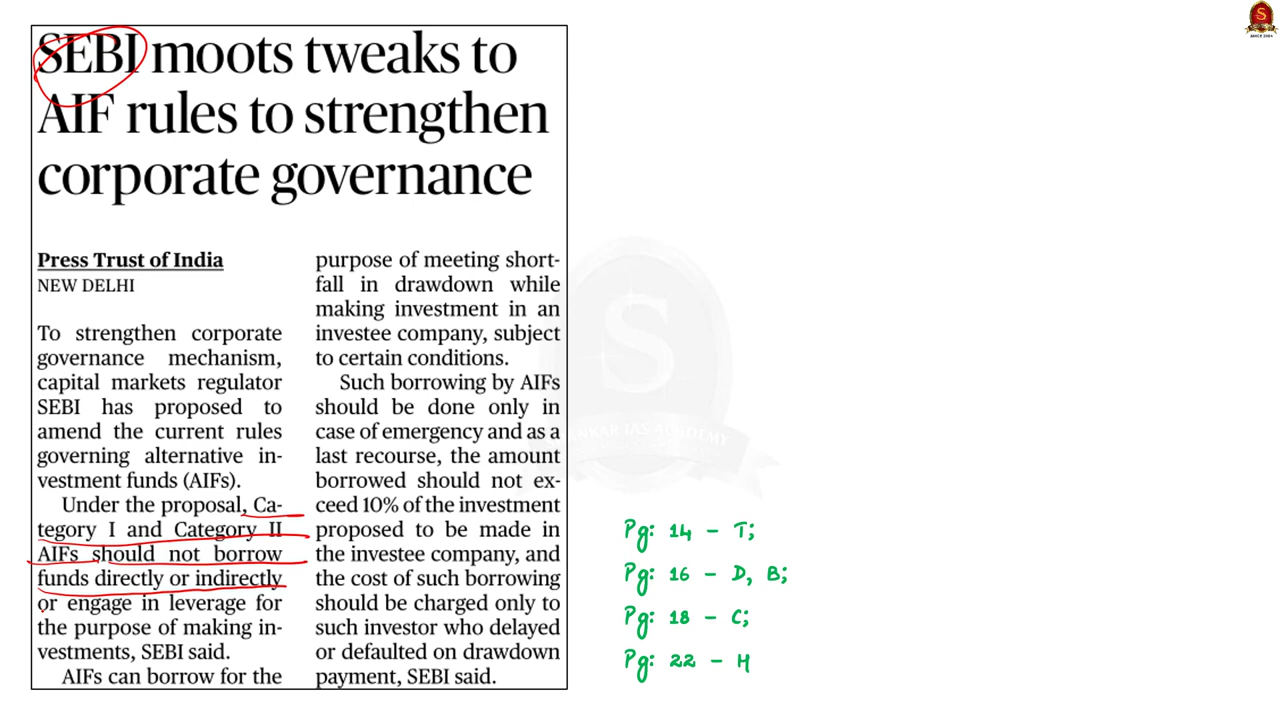 SEBI moots tweaks to
AIF rules to strengthen
corporate governance
Press Trust of India
NEW DELHI
To strengthen corporate
governance mechanism,
capital markets regulator
SEBI has proposed to
amend the current rules
governing alternative in-
vestment funds (AIFs).
Under the proposal, Ca-
tegory I and Category II
AIFs should not borrow
funds directly or indirectly
or engage in leverage for
the purpose of making in-
vestments, SEBI said.
AIFs can borrow for the
purpose of meeting short-
fall in drawdown while
making investment in an
investee company, subject
to certain conditions.
Such borrowing by AIFs
should be done only in
case of emergency and as a
last recourse, the amount
borrowed should not ex-
ceed 10% of the investment
proposed to be made in
the investee company, and
the cost of such borrowing
should be charged only to
such investor who delayed
or defaulted on drawdown
payment, SEBI said.
Pg: 14 - T;
Pg: 16 - D, B;
Pg: 18 - C;
Pg: 22 - H
S
IAS ACADEMY
S
SINCE 2004